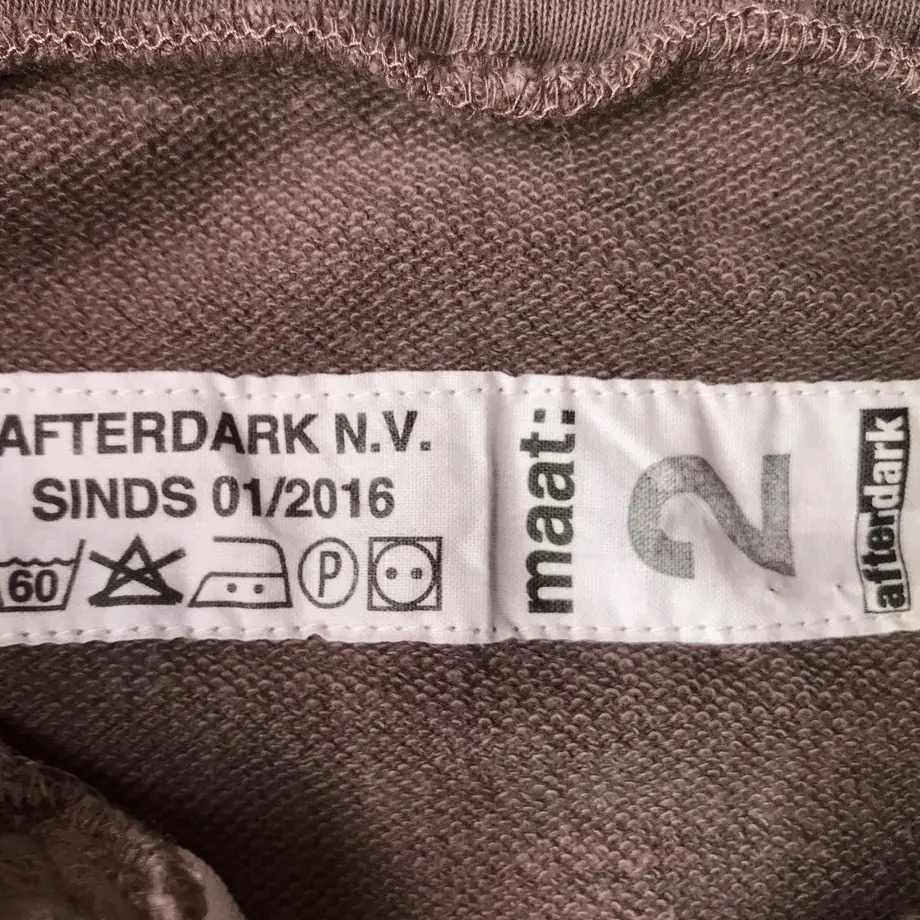 AFTERDARK N.V.
SINDS 01/2016
60
P
maat:
2
afterdark